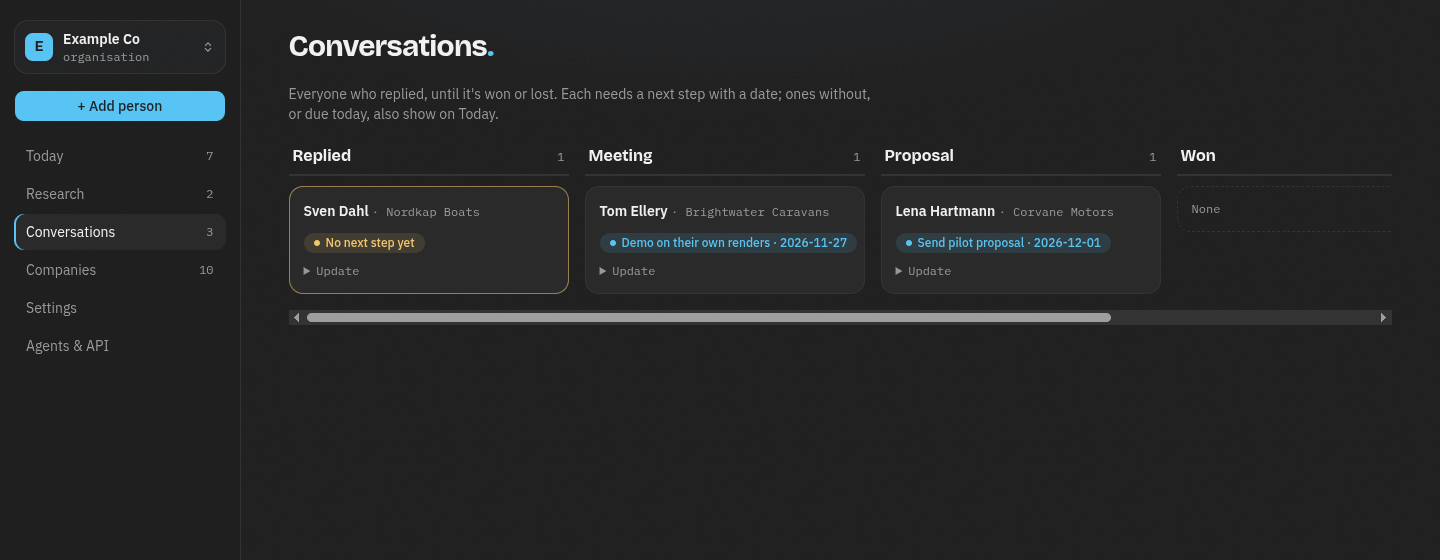 E
Example Co
organisation
+ Add person
Today 7
Research 2
Conversations 3
Companies 10
Settings
Agents & API
Conversations.
Everyone who replied, until it's won or lost. Each needs a next step with a date; ones without,
or due today, also show on Today.
Replied 1
Sven Dahl · Nordkap Boats
No next step yet
Update
Meeting 1
Tom Ellery · Brightwater Caravans
Demo on their own renders · 2026-11-27
Update
Proposal 1
Lena Hartmann · Corvane Motors
Send pilot proposal · 2026-12-01
Update
Won
None